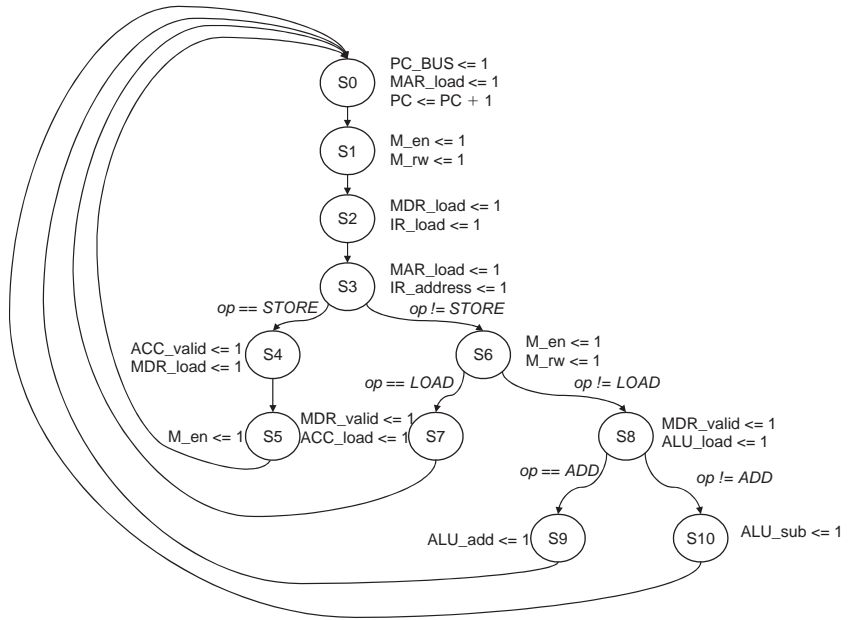 S0
PC_BUS <= 1
MAR_load <= 1
PC <= PC + 1
S1
M_en <= 1
M_rw <= 1
S2
MDR_load <= 1
IR_load <= 1
S3
MAR_load <= 1
IR_address <= 1
op == STORE
op != STORE
ACC_valid <= 1
MDR_load <= 1
S4
S6
M_en <= 1
M_rw <= 1
op == LOAD
op != LOAD
M_en <= 1
S5
MDR_valid <= 1
ACC_load <= 1
S7
S8
MDR_valid <= 1
ALU_load <= 1
op == ADD
op != ADD
ALU_add <= 1
S9
S10
ALU_sub <= 1